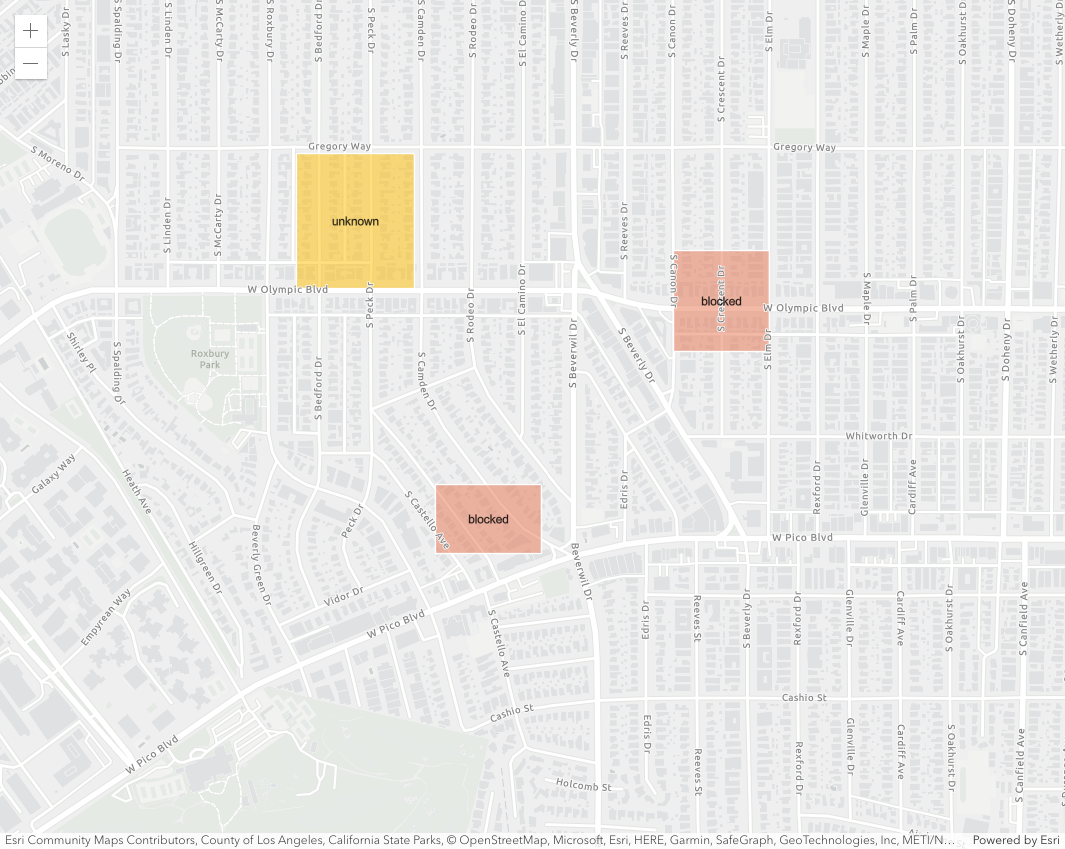 S Lasky Dr
S Spalding Dr
S Linden Dr
S McCarty Dr
S Roxbury Dr
S Bedford Dr
S Peck Dr
S Camden Dr
S Rodeo Dr
S El Camino Dr
S Beverly Dr
S Reeves Dr
S Canon Dr
S Crescent Dr
S Elm Dr
S Maple Dr
S Palm Dr
S Oakhurst Dr
S Doheny Dr
S Wetherly Dr
S Moreno Dr
Gregory Way
Gregory Way
S Linden Dr
S McCarty Dr
unknown
S Reeves Dr
S Canon Dr
S Crescent Dr
blocked
W Olympic Blvd
W Olympic Blvd
S Peck Dr
S Rodeo Dr
S El Camino Dr
S Maple Dr
S Palm Dr
Shirley Pl
S Spalding Dr
Roxbury
Park
S Bedford Dr
S Camden Dr
S Beverwil Dr
S Beverly Dr
S Elm Dr
S Oakhurst Dr
S Doheny Dr
S Wetherly Dr
Whitworth Dr
Galaxy Way
Heath Ave
Peck Dr
S Castello Ave
blocked
Edris Dr
Rexford Dr
Glenville Dr
Cardiff Ave
W Pico Blvd
Hillgreen Dr
Beverly Green Dr
Vidor Dr
Beverwil Dr
Empyrean Way
W Pico Blvd
S Castello Ave
Edris Dr
Reeves St
S Beverly Dr
Rexford Dr
Glenville Dr
Cardiff Ave
S Oakhurst Dr
S Canfield Ave
Cashio St
Cashio St
W Pico Blvd
Edris Dr
Reeves St
Rexford Dr
Glenville Dr
Cardiff Ave
S Oakhurst Dr
S Canfield Ave
Holcomb St
Esri Community Maps Contributors, County of Los Angeles, California State Parks, © OpenStreetMap, Microsoft, Esri, HERE, Garmin, SafeGraph, GeoTechnologies, Inc, METI/N…
Powered by Esri